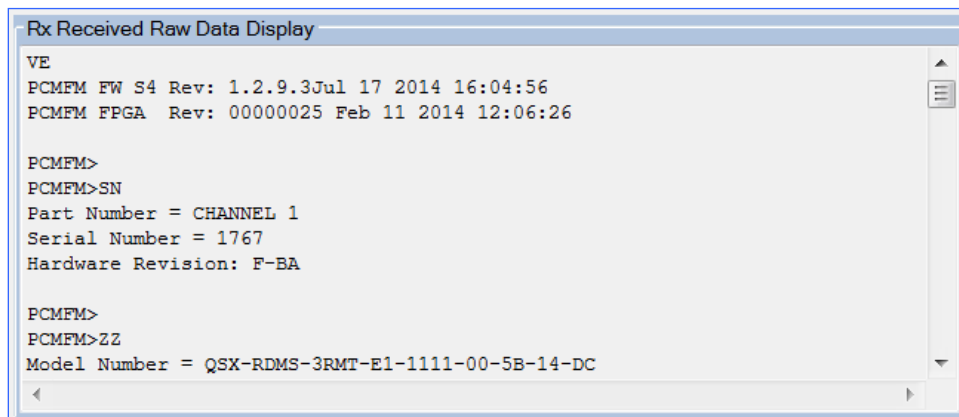 Rx Received Raw Data Display
VE
PCMFM FW S4 Rev: 1.2.9.3Jul 17 2014 16:04:56
PCMFM FPGA  Rev: 00000025 Feb 11 2014 12:06:26
PCMFM>
PCMFM>SN
Part Number = CHANNEL 1
Serial Number = 1767
Hardware Revision: F-BA
PCMFM>
PCMFM>ZZ
Model Number = QSX-RDMS-3RMT-E1-1111-00-5B-14-DC